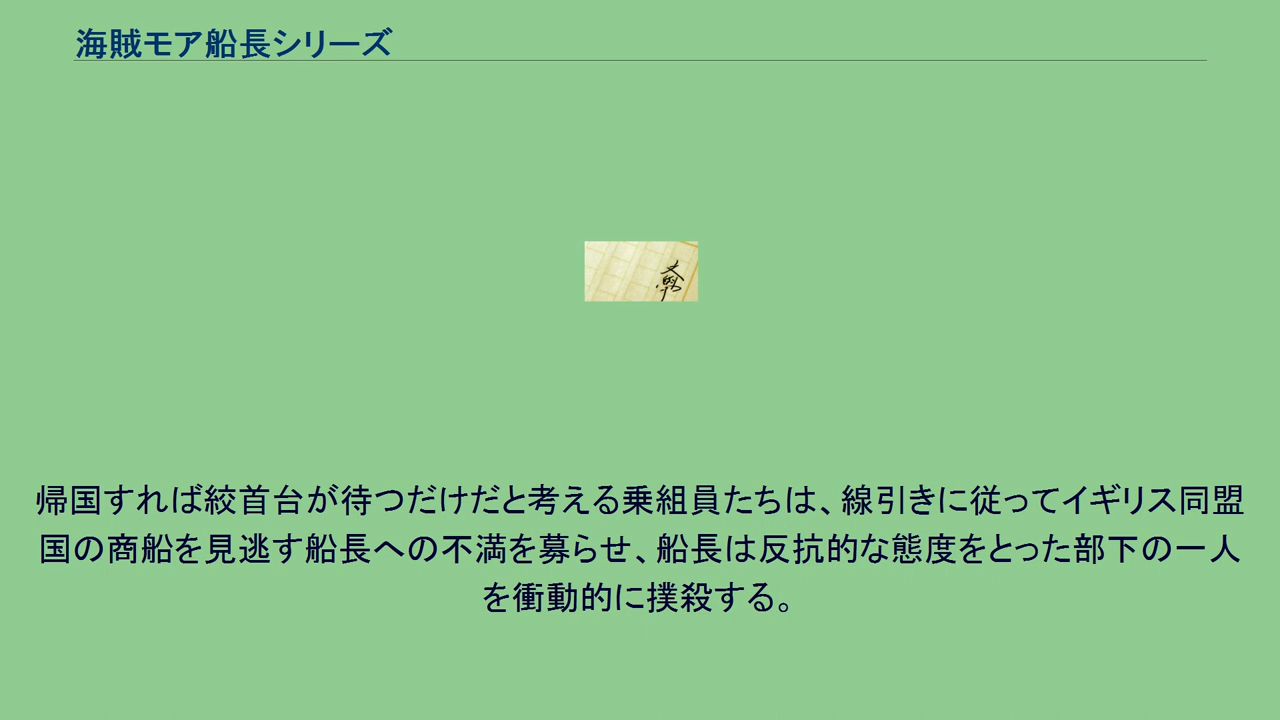 海賊モア船長シリーズ
帰国すれば絞首台が待つだけだと考える乗組員たちは、線引きに従ってイギリス同盟
国の商船を見逃す船長への不満を募らせ、船長は反抗的な態度をとった部下の一人
を衝動的に撲殺する。